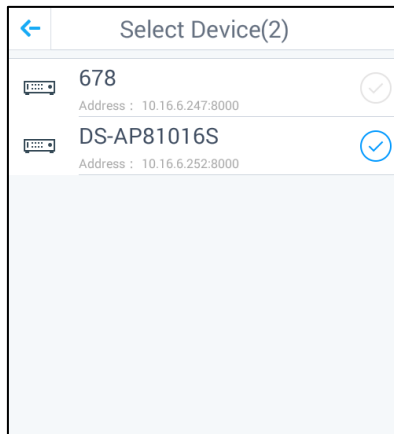 Select Device(2)
678
Address : 10.16.6.247:8000
DS-AP81016S
Address : 10.16.6.252:8000